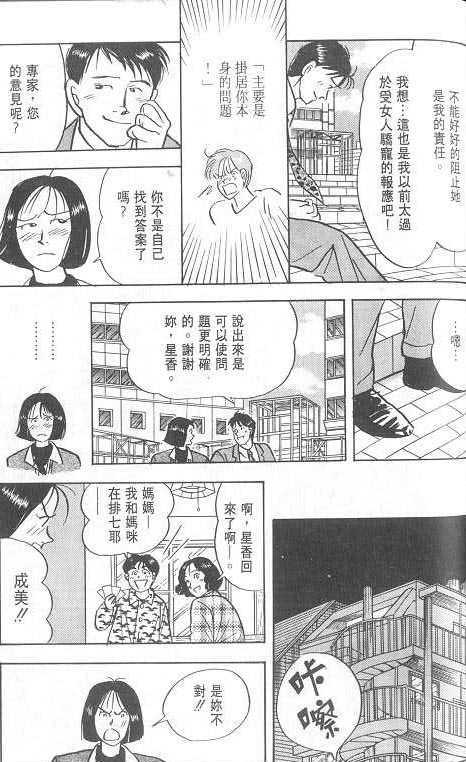 不能好好的阻止她
是我的責任。
我想…這也是我以前太過
於受女人驕寵的報應吧！
「主要是
掛居你本
身的問題
！」
專家，您
的意見呢？
你不是自己
找到答案了
嗎？
…嗯…
說出來是
可以使問
題更明確
的。謝謝
妳，星香。
………
………
咔嚓
啊，星香回
來了啊—。
媽媽—
我和媽咪
在排七耶
成美!!
是妳不
對!!